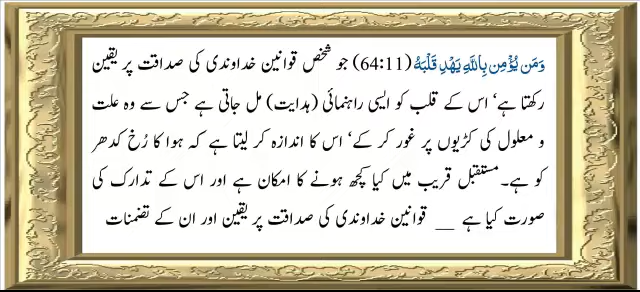 وَمَن يُؤْمِن بِاللَّهِ يَهْدِ قَلْبَهُ (64:11) جو شخص قوانین خداوندی کی صداقت پر یقین
رکھتا ہے‘ اس کے قلب کو ایسی راہنمائی (ہدایت) مل جاتی ہے جس سے وہ علت
و معلول کی کڑیوں پر غور کر کے‘ اس کا اندازہ کر لیتا ہے کہ ہوا کا رُخ کدھر
کو ہے۔ مستقبل قریب میں کیا کچھ ہونے کا امکان ہے اور اس کے تدارک کی
صورت کیا ہے __ قوانین خداوندی کی صداقت پر یقین اور ان کے تضمنات